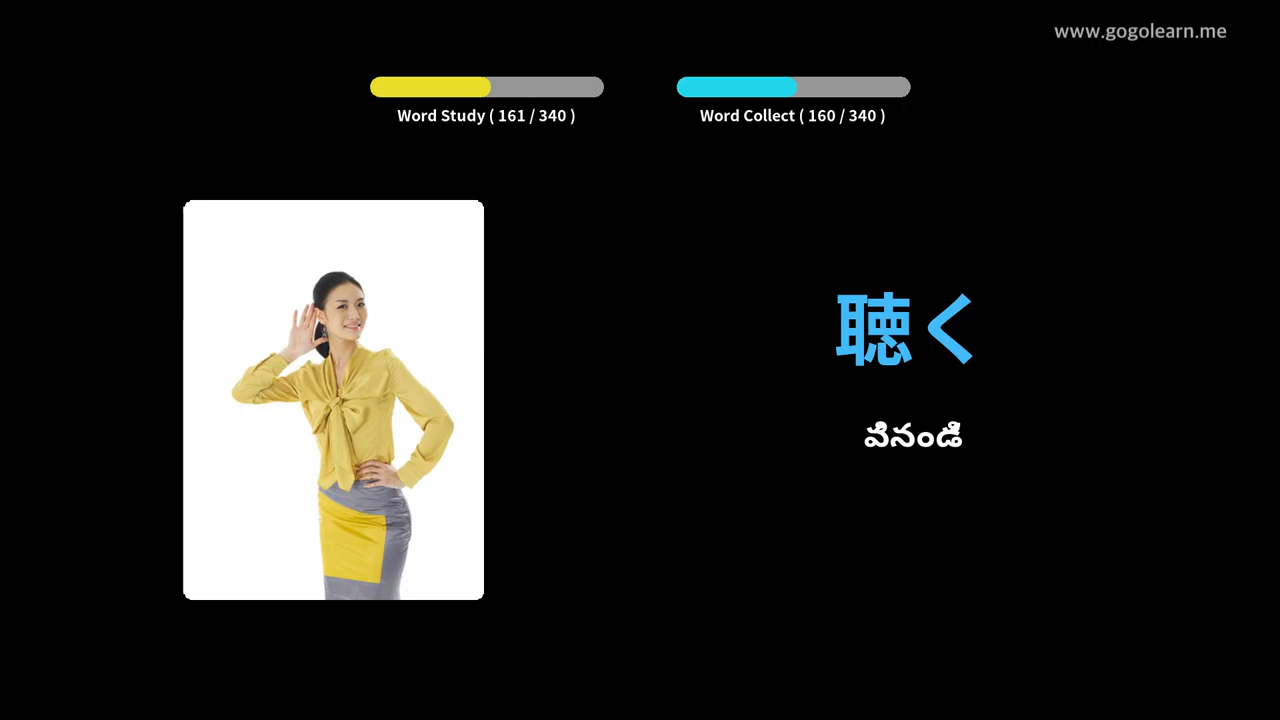 www.gogolearn.me
Word Study ( 161 / 340 )
Word Collect ( 160 / 340 )
聴く
వినండి